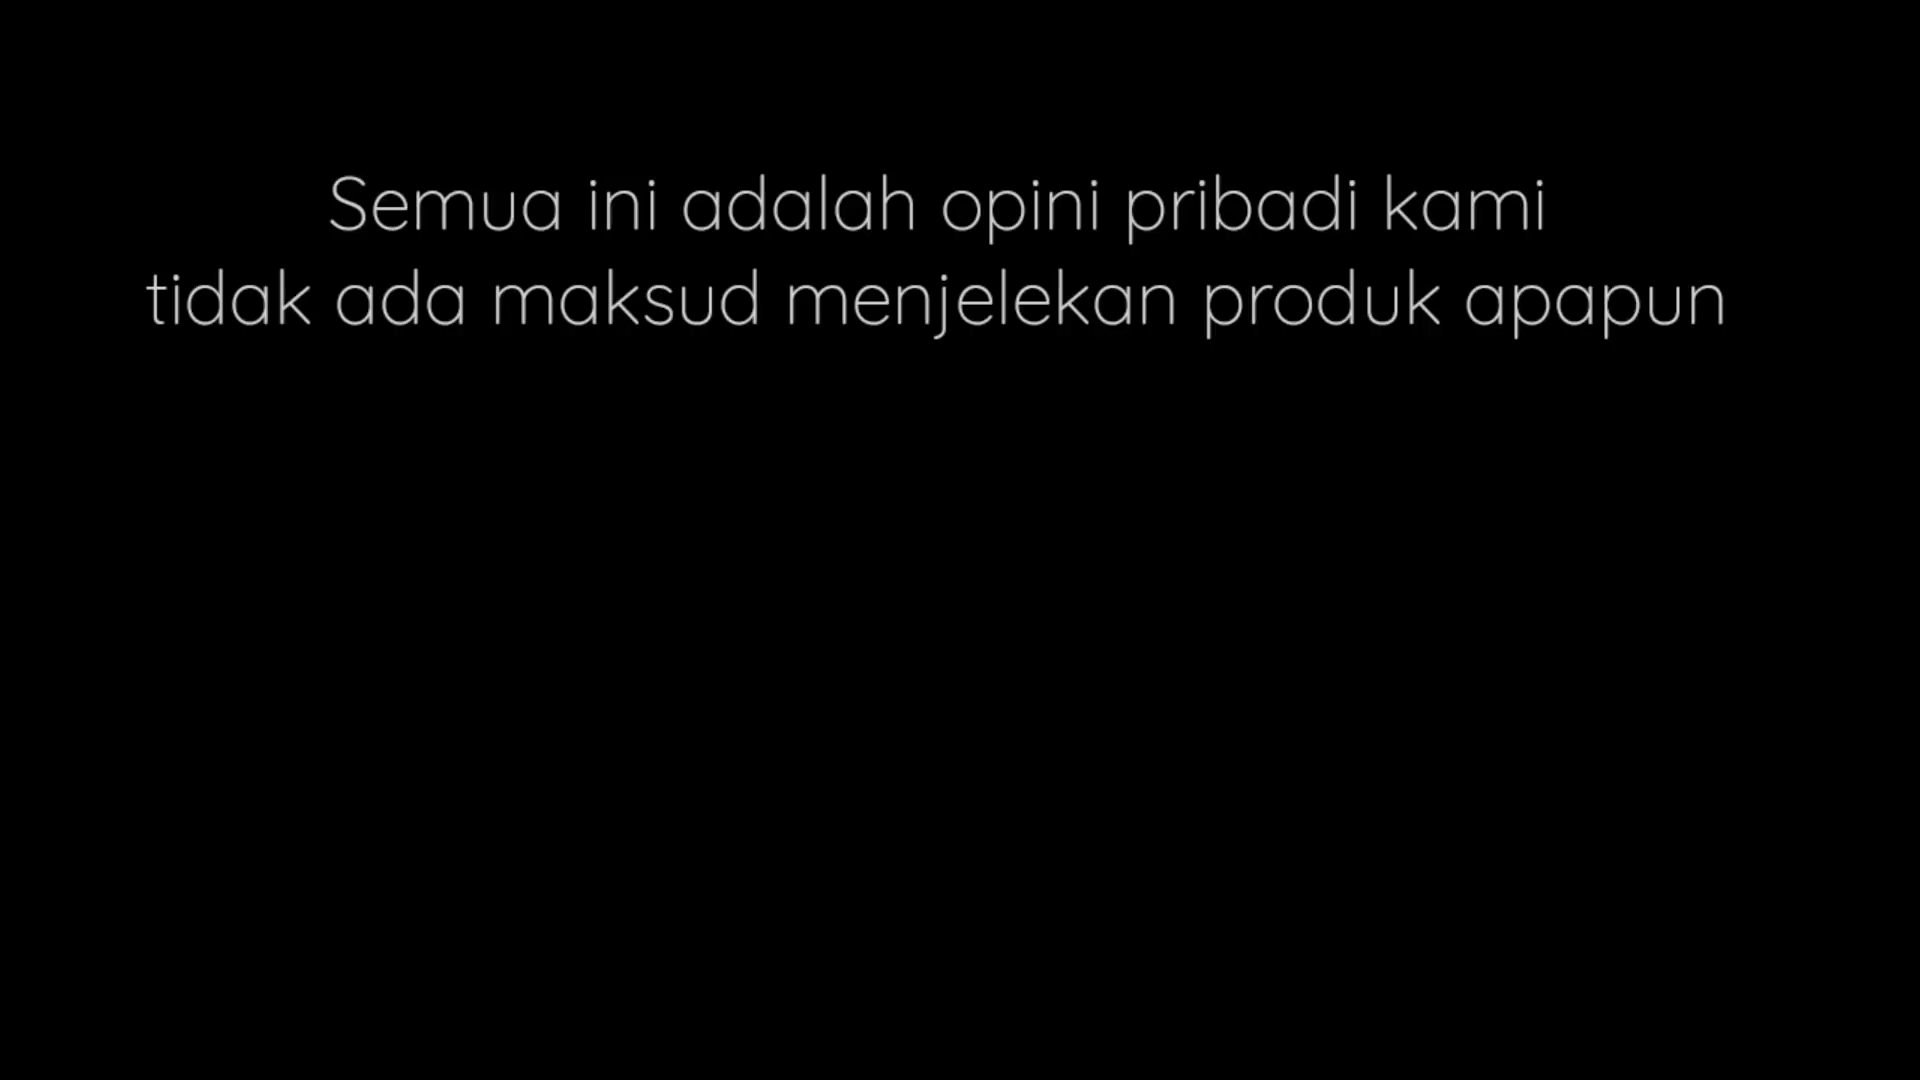 Semua ini adalah opini pribadi kami
tidak ada maksud menjelekan produk apapun